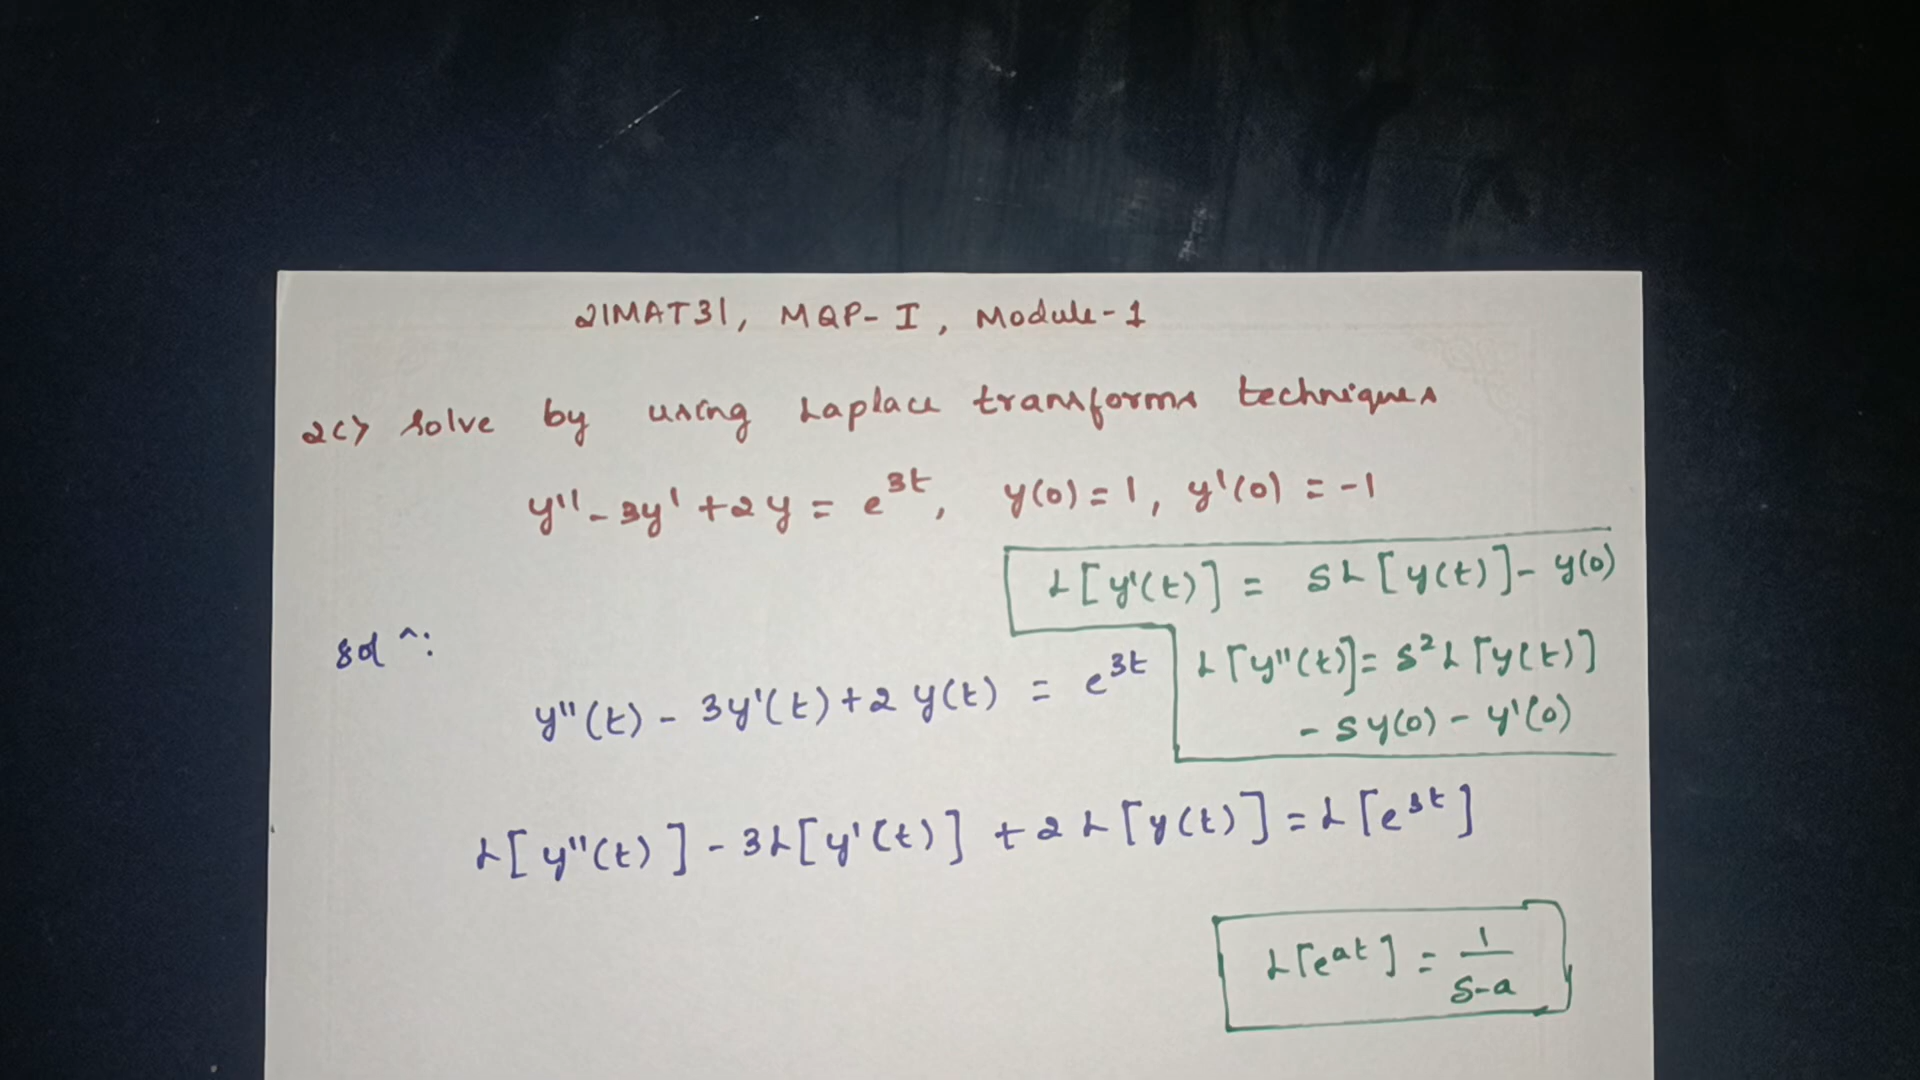 21MAT31, MQP-I, Module-1
2c> Solve by using Laplace transforms techniques
y'' - 3y' + 2y = e^{3t}, y(0) = 1, y'(0) = -1
L[y'(t)] = SL[y(t)] - y(0)
Sol^n:
y''(t) - 3y'(t) + 2y(t) = e^{3t}
L[y''(t)] = S²L[y(t)]
- Sy(0) - y'(0)
L[y''(t)] - 3L[y'(t)] + 2L[y(t)] = L[e^{3t}]
L[e^{at}] = 1/(S-a)